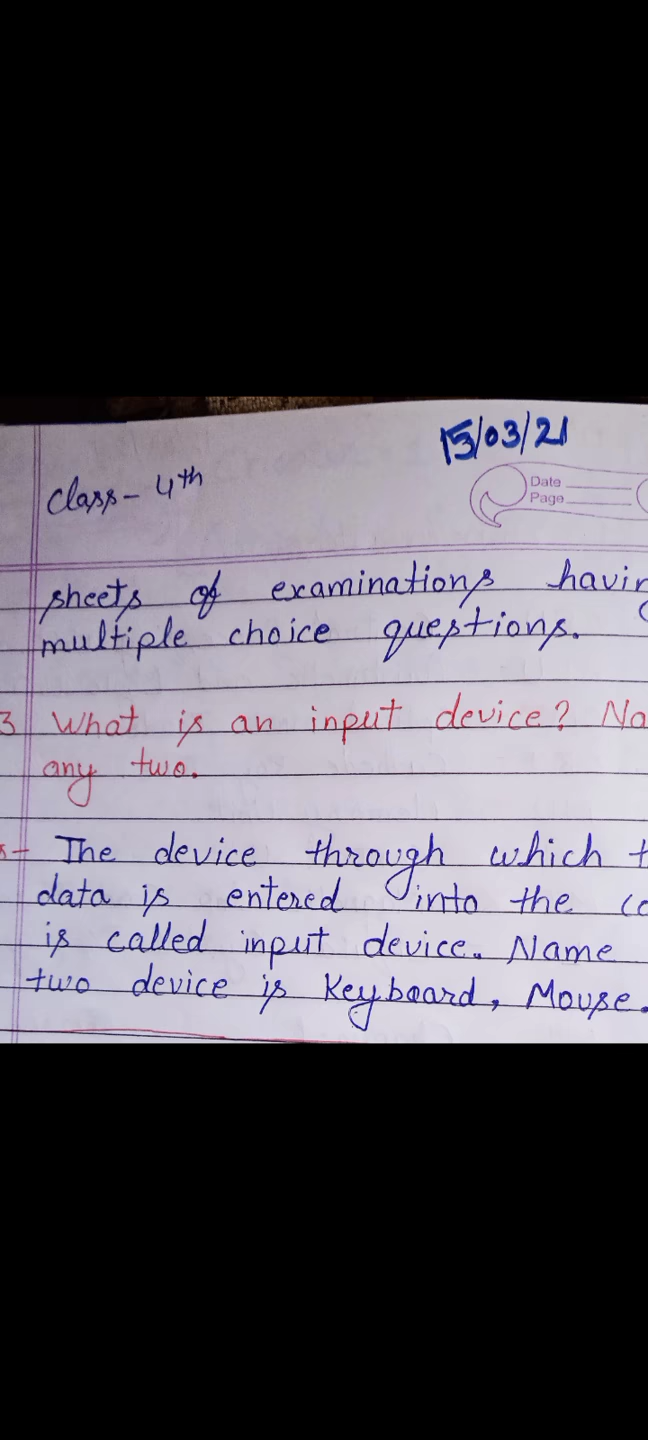 15/03/21
Class- 4th
Date
Page
sheets of examinations havin
multiple choice questions.
3 What is an input device? Na
any two.
- The device through which t
data is entered into the co
is called input device. Name
two device is Keyboard, Mouse.